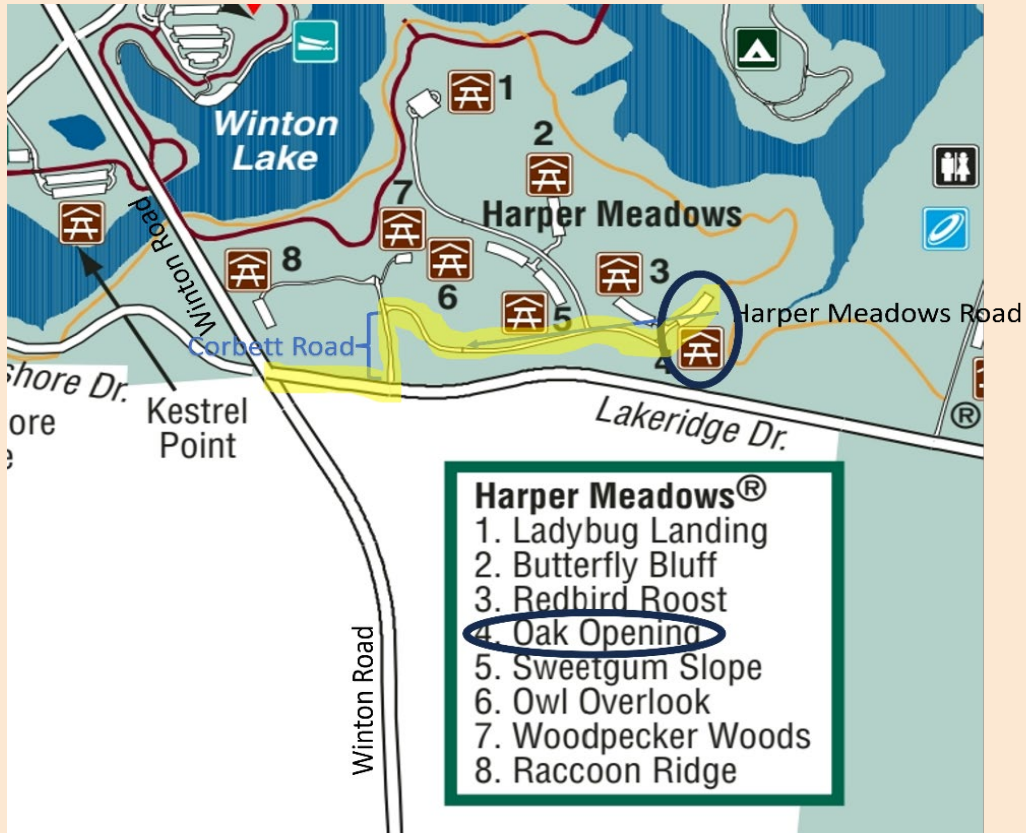 1
Winton
Lake
2
7
Harper Meadows
Winton Road
8
6
3
5
Harper Meadows Road
Corbett Road
4
shore Dr.
Kestrel
Point
ore
e
Lakeridge Dr.
®
Harper Meadows®
1. Ladybug Landing
2. Butterfly Bluff
3. Redbird Roost
4. Oak Opening
5. Sweetgum Slope
6. Owl Overlook
7. Woodpecker Woods
8. Raccoon Ridge
Winton Road